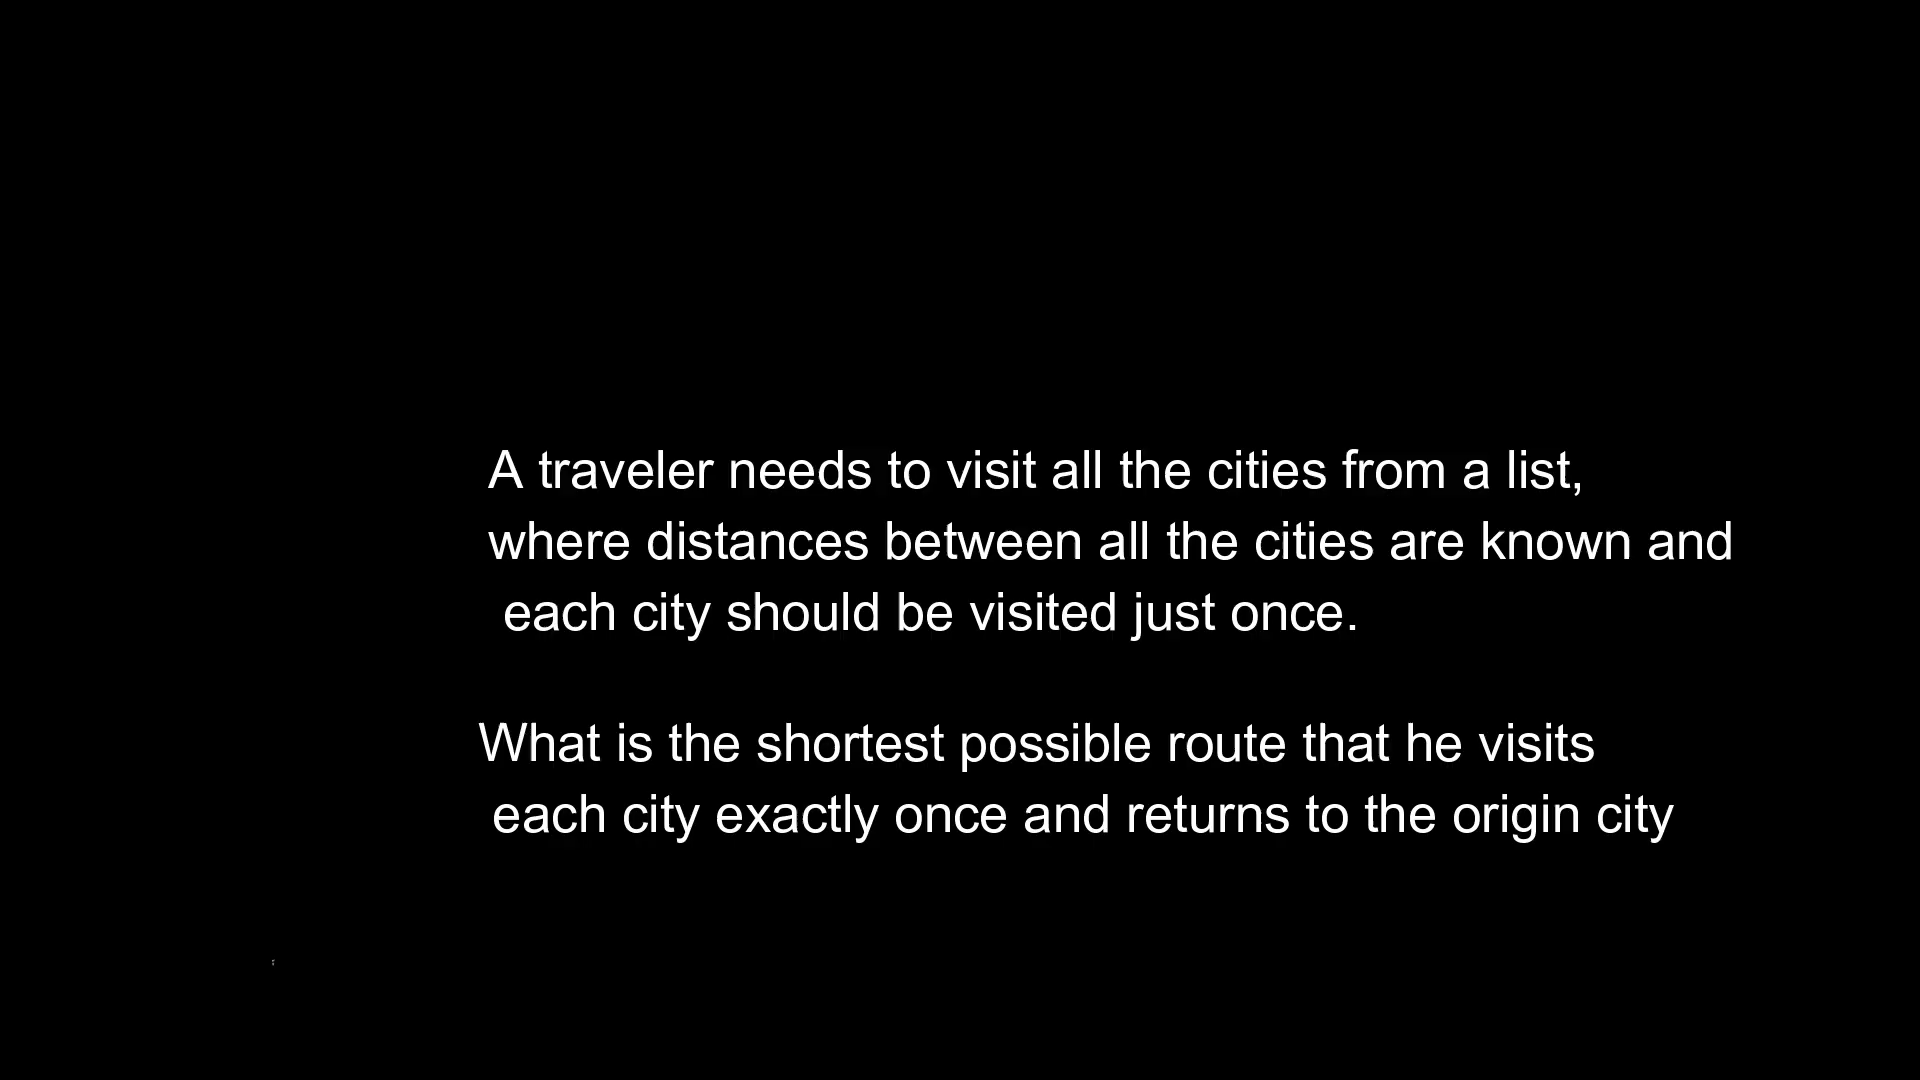 A traveler needs to visit all the cities from a list,
where distances between all the cities are known and
each city should be visited just once.
What is the shortest possible route that he visits
each city exactly once and returns to the origin city